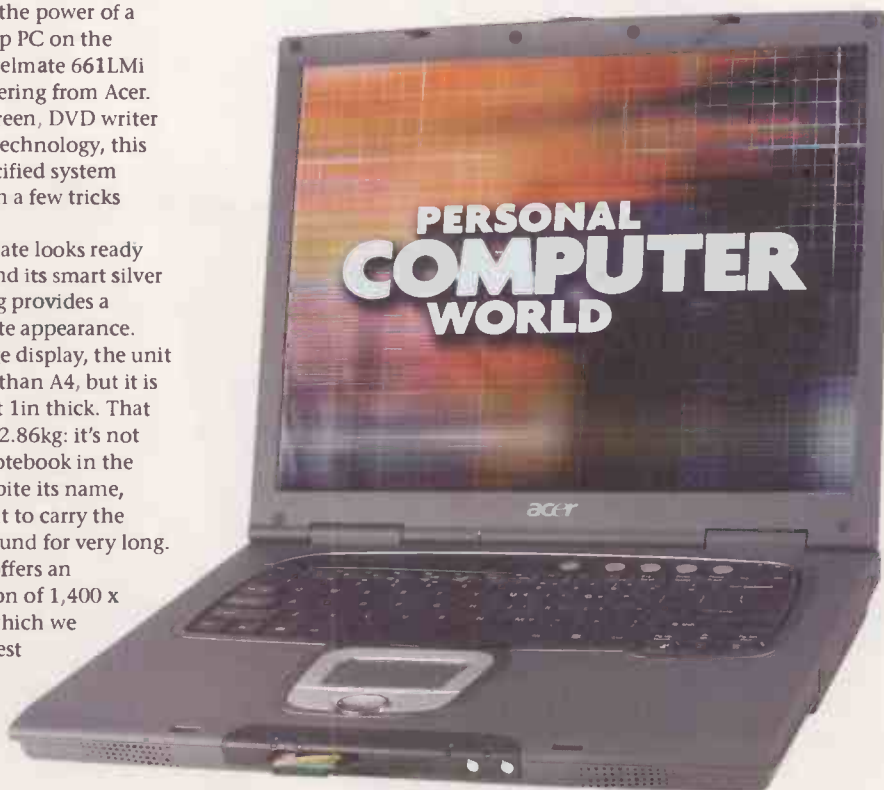 the power of a
p PC on the
elmate 661LMi
ering from Acer.
reen, DVD writer
echnology, this
cified system
n a few tricks
ate looks ready
nd its smart silver
g provides a
te appearance.
e display, the unit
than A4, but it is
t 1in thick. That
2.86kg: it's not
otebook in the
pite its name,
t to carry the
und for very long.
ffers an
on of 1,400 x
hich we
est
PERSONAL
COMPUTER
WORLD
acer